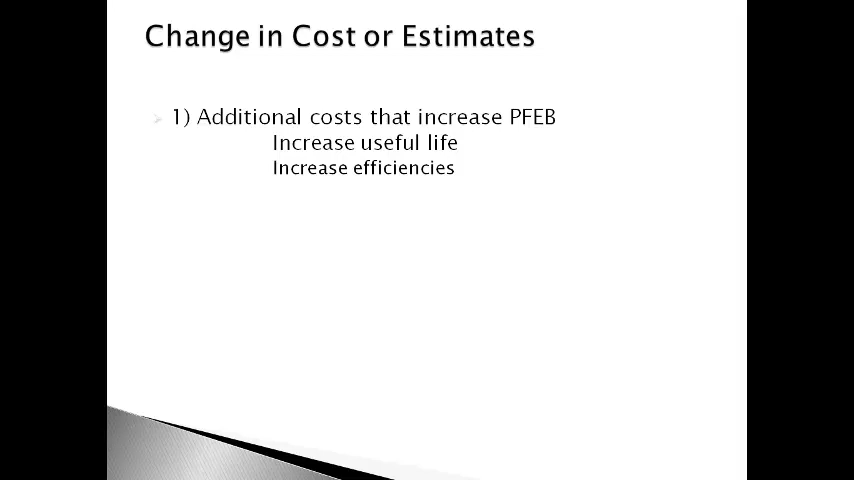 Change in Cost or Estimates
1) Additional costs that increase PFEB
Increase useful life
Increase efficiencies